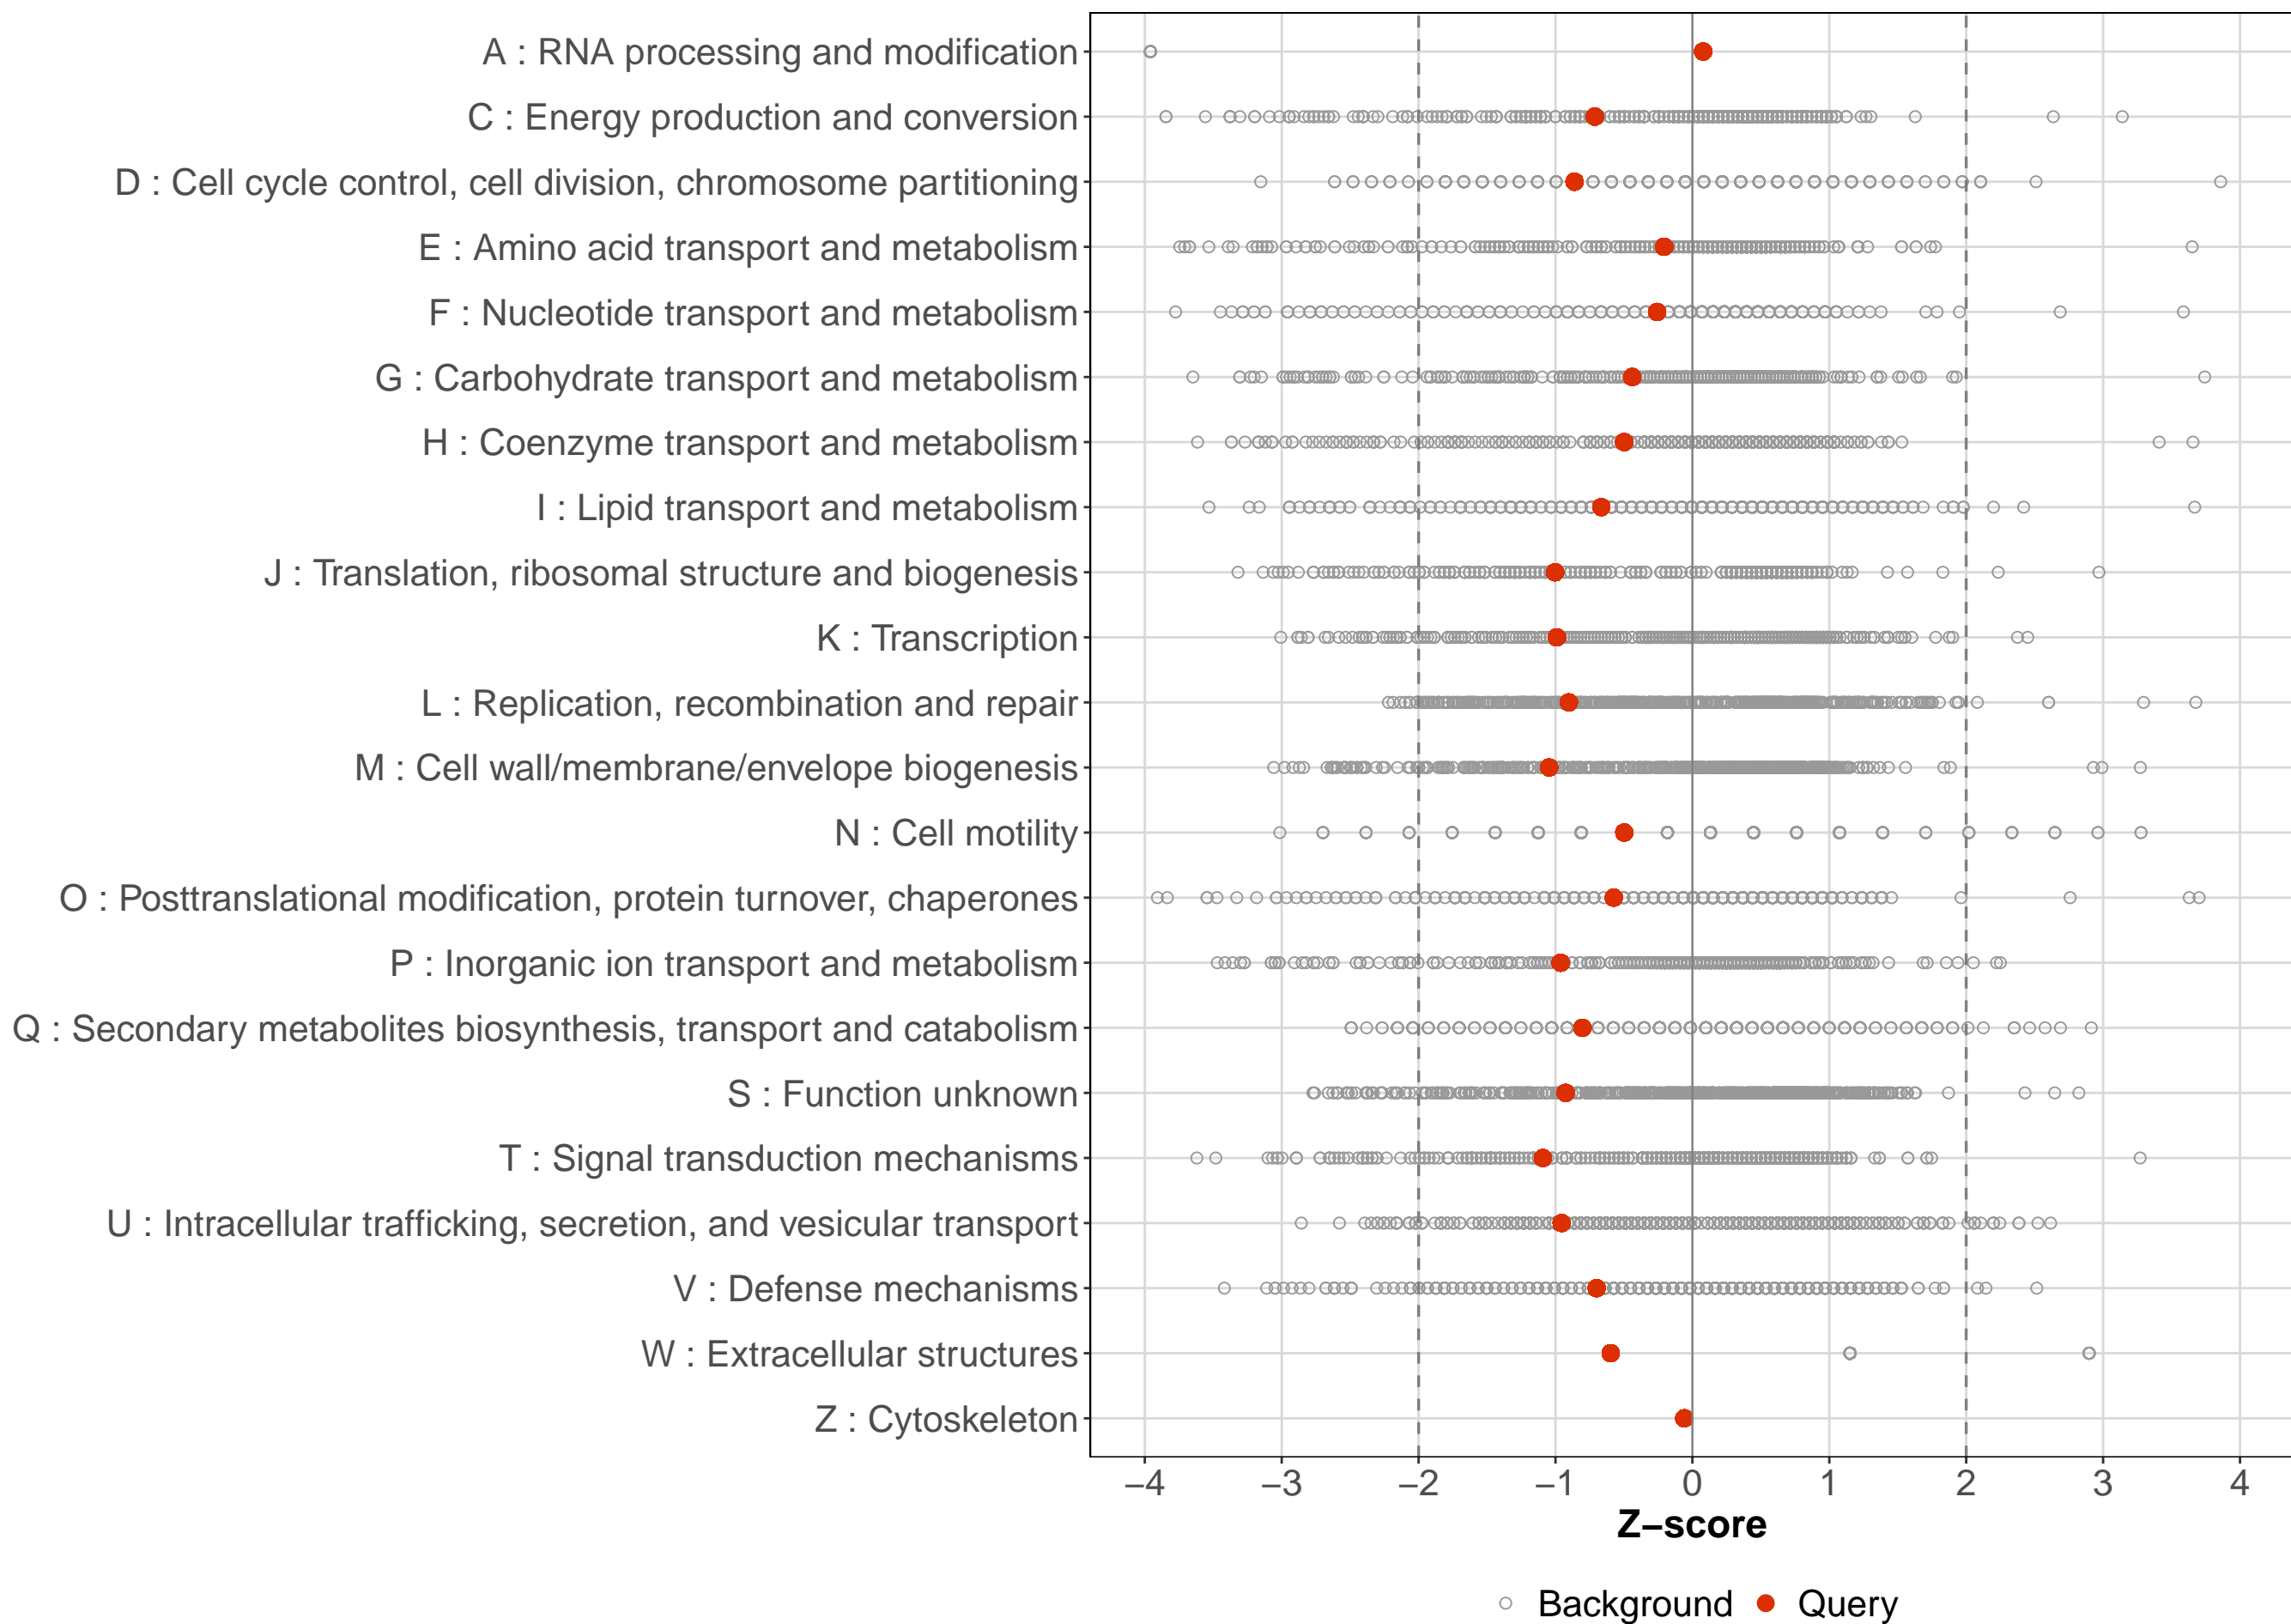 A : RNA processing and modification
C : Energy production and conversion
D : Cell cycle control, cell division, chromosome partitioning
E : Amino acid transport and metabolism
F : Nucleotide transport and metabolism
G : Carbohydrate transport and metabolism
H : Coenzyme transport and metabolism
I : Lipid transport and metabolism
J : Translation, ribosomal structure and biogenesis
K : Transcription
L : Replication, recombination and repair
M : Cell wall/membrane/envelope biogenesis
N : Cell motility
O : Posttranslational modification, protein turnover, chaperones
P : Inorganic ion transport and metabolism
Q : Secondary metabolites biosynthesis, transport and catabolism
S : Function unknown
T : Signal transduction mechanisms
U : Intracellular trafficking, secretion, and vesicular transport
V : Defense mechanisms
W : Extracellular structures
Z : Cytoskeleton
−4 −3 −2 −1 0 1 2 3 4
Z−score
Background Query